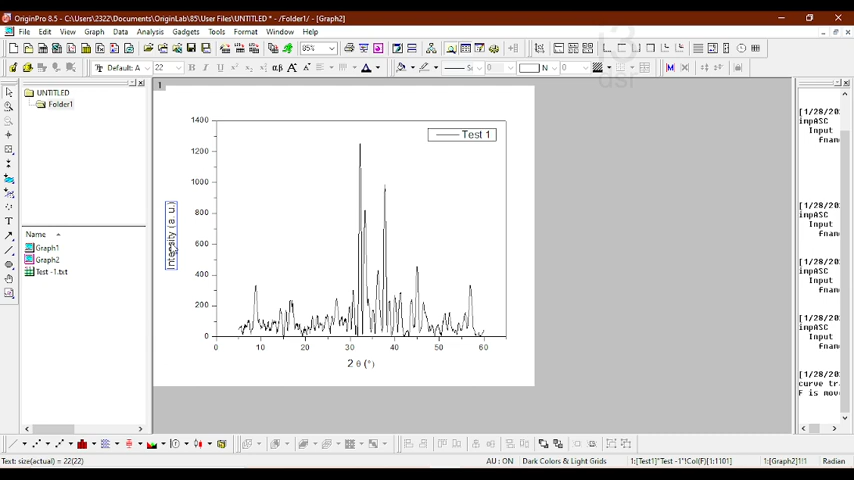 OriginPro 8.5 - C:\Users\2322\Documents\OriginLab\85\User Files\UNTITLED * - /Folder1/ - [Graph2]
File Edit View Graph Data Analysis Gadgets Tools Format Window Help
85%
Default: A 22 B I U
0 N 0
UNTITLED
Folder1
Name
Graph1
Graph2
Test -1.txt
1
1400
1200
1000
800
600
400
200
0
Intensity (a. u.)
Test 1
0 10 20 30 40 50 60
2 θ (°)
[1/28/20
impASC
Input
fnam
[1/28/20
impASC
Input
fnam
[1/28/20
impASC
Input
fnam
[1/28/20
impASC
Input
fnam
[1/28/20
curve tr
F is mov
Text: size(actual) = 22(22) AU : ON Dark Colors & Light Grids 1:[Test1]"Test -1"!Col(F)[1:1101] 1:[Graph2]1!1 Radian